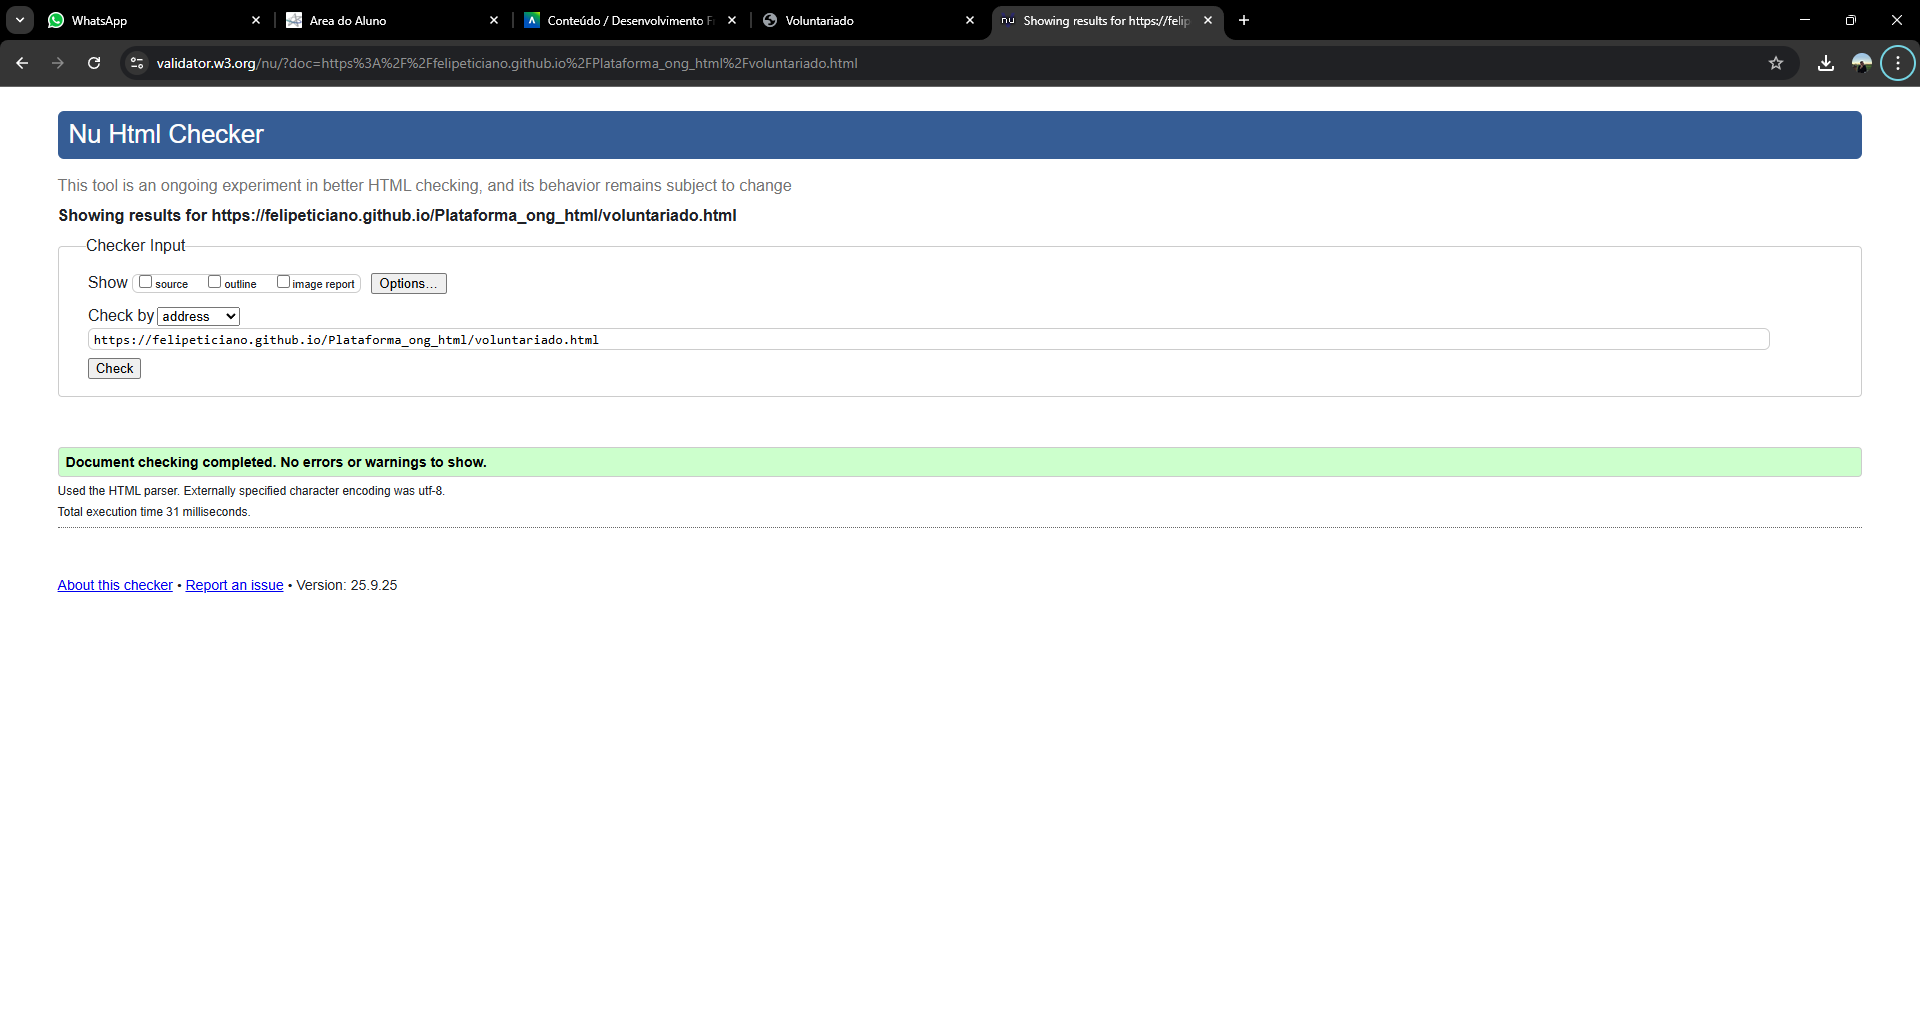 WhatsApp
Area do Aluno
Conteúdo / Desenvolvimento F
Voluntariado
nu Showing results for https://felip
validator.w3.org/nu/?doc=https%3A%2F%2Ffelipeticiano.github.io%2FPlataforma_ong_html%2Fvoluntariado.html
Nu Html Checker
This tool is an ongoing experiment in better HTML checking, and its behavior remains subject to change
Showing results for https://felipeticiano.github.io/Plataforma_ong_html/voluntariado.html
Checker Input
Show source outline image report Options...
Check by address
https://felipeticiano.github.io/Plataforma_ong_html/voluntariado.html
Check
Document checking completed. No errors or warnings to show.
Used the HTML parser. Externally specified character encoding was utf-8.
Total execution time 31 milliseconds.
About this checker • Report an issue • Version: 25.9.25